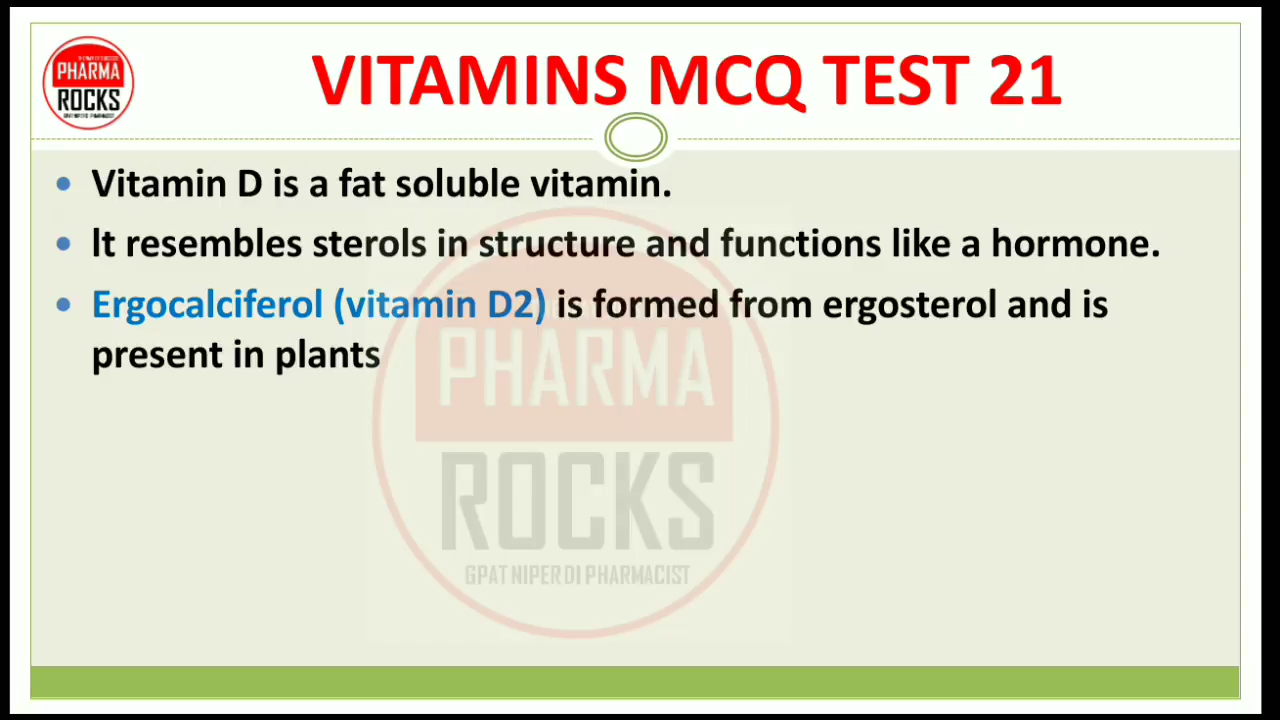 PHARMA
ROCKS
VITAMINS MCQ TEST 21
• Vitamin D is a fat soluble vitamin.
• It resembles sterols in structure and functions like a hormone.
• Ergocalciferol (vitamin D2) is formed from ergosterol and is
present in plants
PHARMA
ROCKS
GPAT NIPER DI PHARMACIST